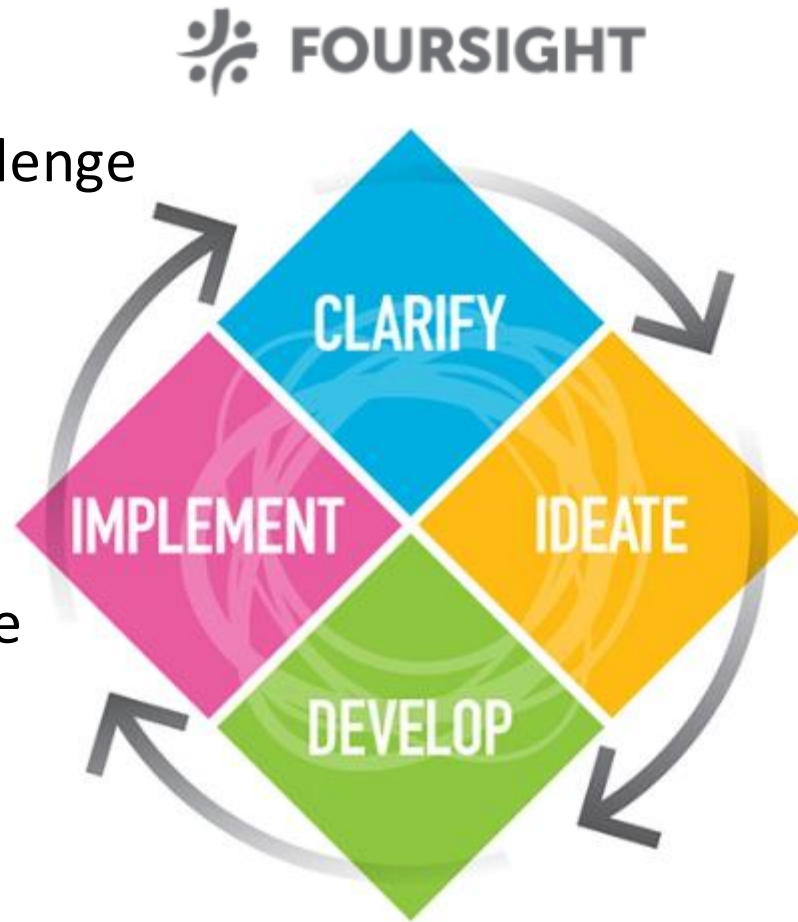 FOURSIGHT
lenge
CLARIFY
IMPLEMENT
IDEATE
e
DEVELOP